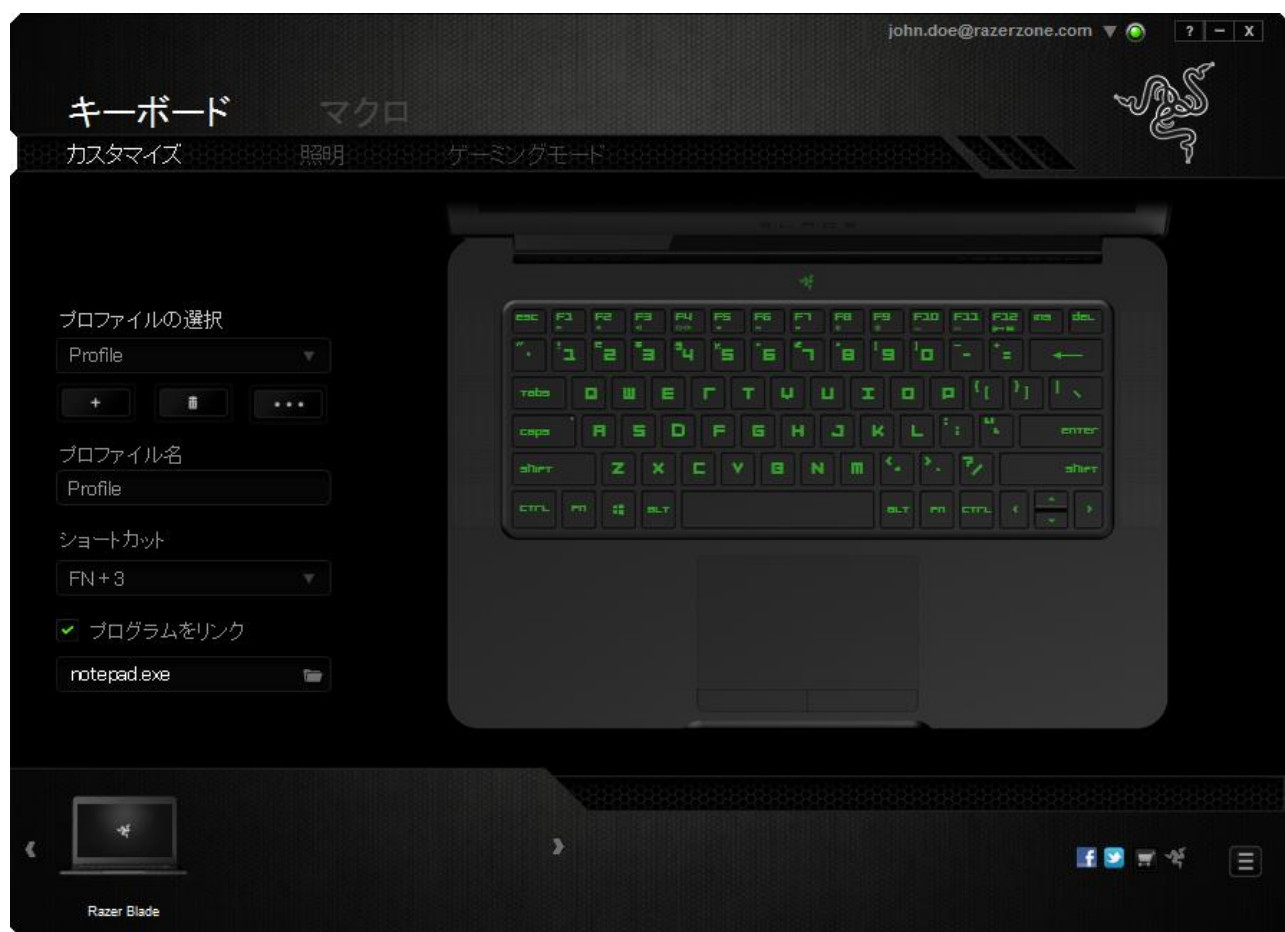 john.doe@razerzone.com
? – X
キーボード マクロ
カスタマイズ 照明 ゲーミングモード
プロファイルの選択
Profile
+ ...
プロファイル名
Profile
ショートカット
FN + 3
プログラムをリンク
notepad.exe
esc F1 F2 F3 F4 F5 F6 F7 F8 F9 F10 F11 F12 ins del
1 2 3 4 5 6 7 8 9 0 - =
Tabs Q W E R T Y U I O P { [ } ] | \
caps A S D F G H J K L : ; enter
shift Z X C V B N M < > . ? / shift
CTRL Fn ALT ALT Fn CTRL
Razer Blade
f